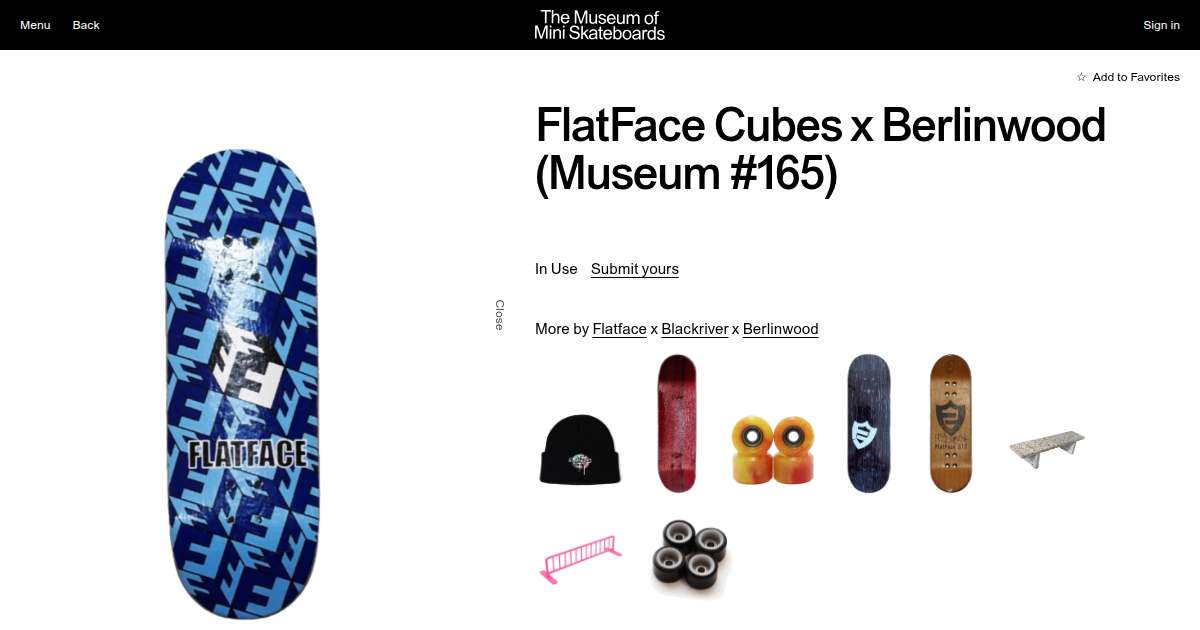 Menu
Back
The Museum of
Mini Skateboards
Sign in
☆ Add to Favorites
FlatFace Cubes x Berlinwood
(Museum #165)
In Use Submit yours
Close
More by Flatface x Blackriver x Berlinwood
FLATFACE